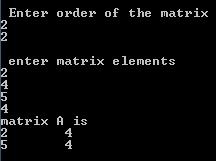 Enter order of the matrix
2
2
enter matrix elements
2
4
5
4
matrix A is
2 4
5 4